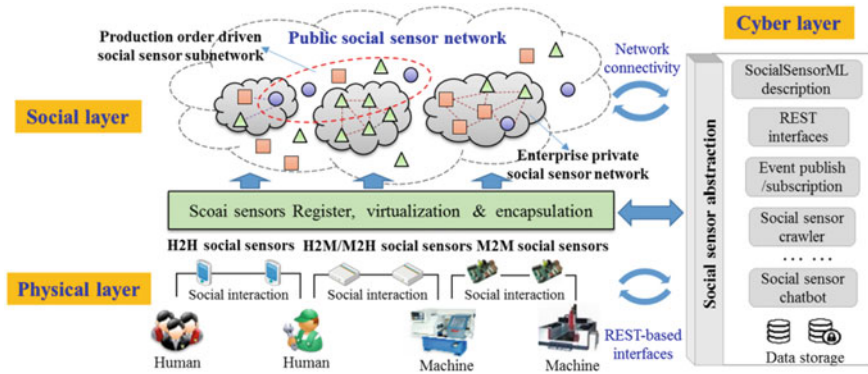 Production order driven
social sensor subnetwork
Public social sensor network
Cyber layer
Network
connectivity
Social layer
Enterprise private
social sensor network
Scoai sensors Register, virtualization & encapsulation
H2H social sensors
H2M/M2H social sensors
M2M social sensors
Physical layer
Social interaction
Social interaction
Social interaction
Human
Human
Machine
Machine
REST-based
interfaces
Social sensor abstraction
SocialSensorML
description
REST
interfaces
Event publish
/subscription
Social sensor
crawler
... ...
Social sensor
chatbot
Data storage